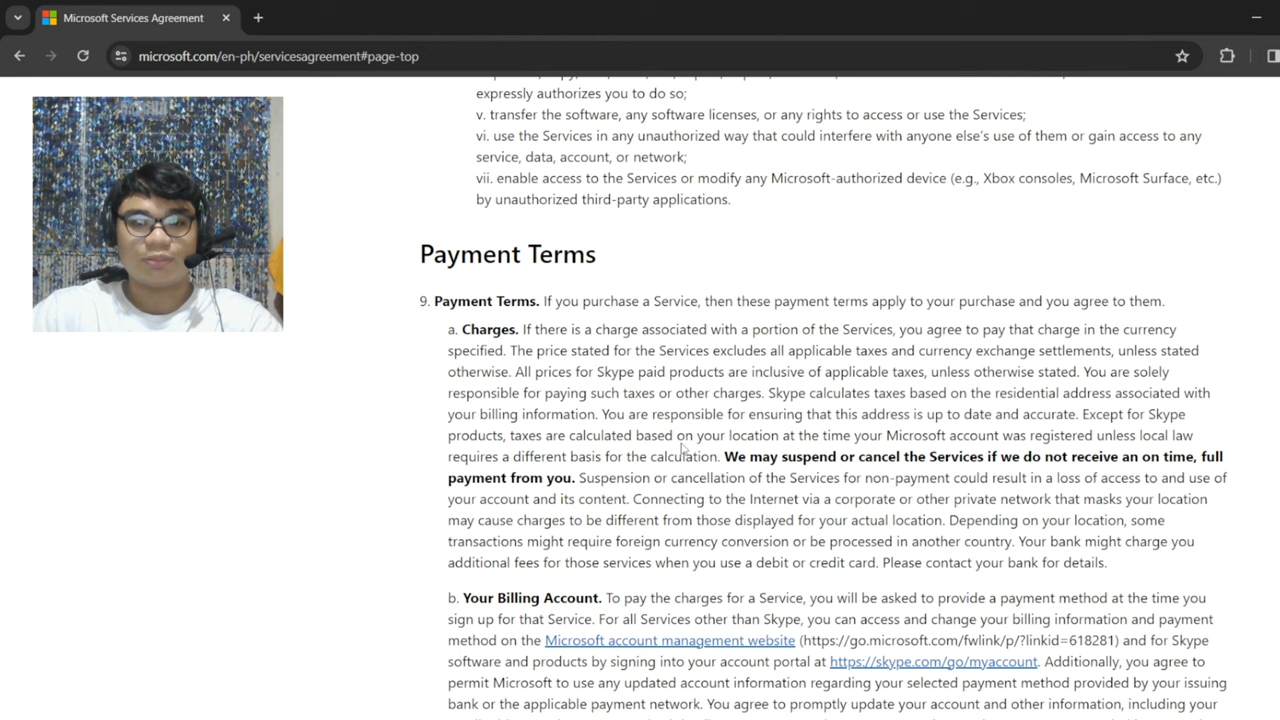 Microsoft Services Agreement
microsoft.com/en-ph/servicesagreement#page-top
expressly authorizes you to do so;
v. transfer the software, any software licenses, or any rights to access or use the Services;
vi. use the Services in any unauthorized way that could interfere with anyone else's use of them or gain access to any
service, data, account, or network;
vii. enable access to the Services or modify any Microsoft-authorized device (e.g., Xbox consoles, Microsoft Surface, etc.)
by unauthorized third-party applications.
Payment Terms
9. Payment Terms. If you purchase a Service, then these payment terms apply to your purchase and you agree to them.
a. Charges. If there is a charge associated with a portion of the Services, you agree to pay that charge in the currency
specified. The price stated for the Services excludes all applicable taxes and currency exchange settlements, unless stated
otherwise. All prices for Skype paid products are inclusive of applicable taxes, unless otherwise stated. You are solely
responsible for paying such taxes or other charges. Skype calculates taxes based on the residential address associated with
your billing information. You are responsible for ensuring that this address is up to date and accurate. Except for Skype
products, taxes are calculated based on your location at the time your Microsoft account was registered unless local law
requires a different basis for the calculation. We may suspend or cancel the Services if we do not receive an on time, full
payment from you. Suspension or cancellation of the Services for non-payment could result in a loss of access to and use of
your account and its content. Connecting to the Internet via a corporate or other private network that masks your location
may cause charges to be different from those displayed for your actual location. Depending on your location, some
transactions might require foreign currency conversion or be processed in another country. Your bank might charge you
additional fees for those services when you use a debit or credit card. Please contact your bank for details.
b. Your Billing Account. To pay the charges for a Service, you will be asked to provide a payment method at the time you
sign up for that Service. For all Services other than Skype, you can access and change your billing information and payment
method on the Microsoft account management website (https://go.microsoft.com/fwlink/p/?linkid=618281) and for Skype
software and products by signing into your account portal at https://skype.com/go/myaccount. Additionally, you agree to
permit Microsoft to use any updated account information regarding your selected payment method provided by your issuing
bank or the applicable payment network. You agree to promptly update your account and other information, including your